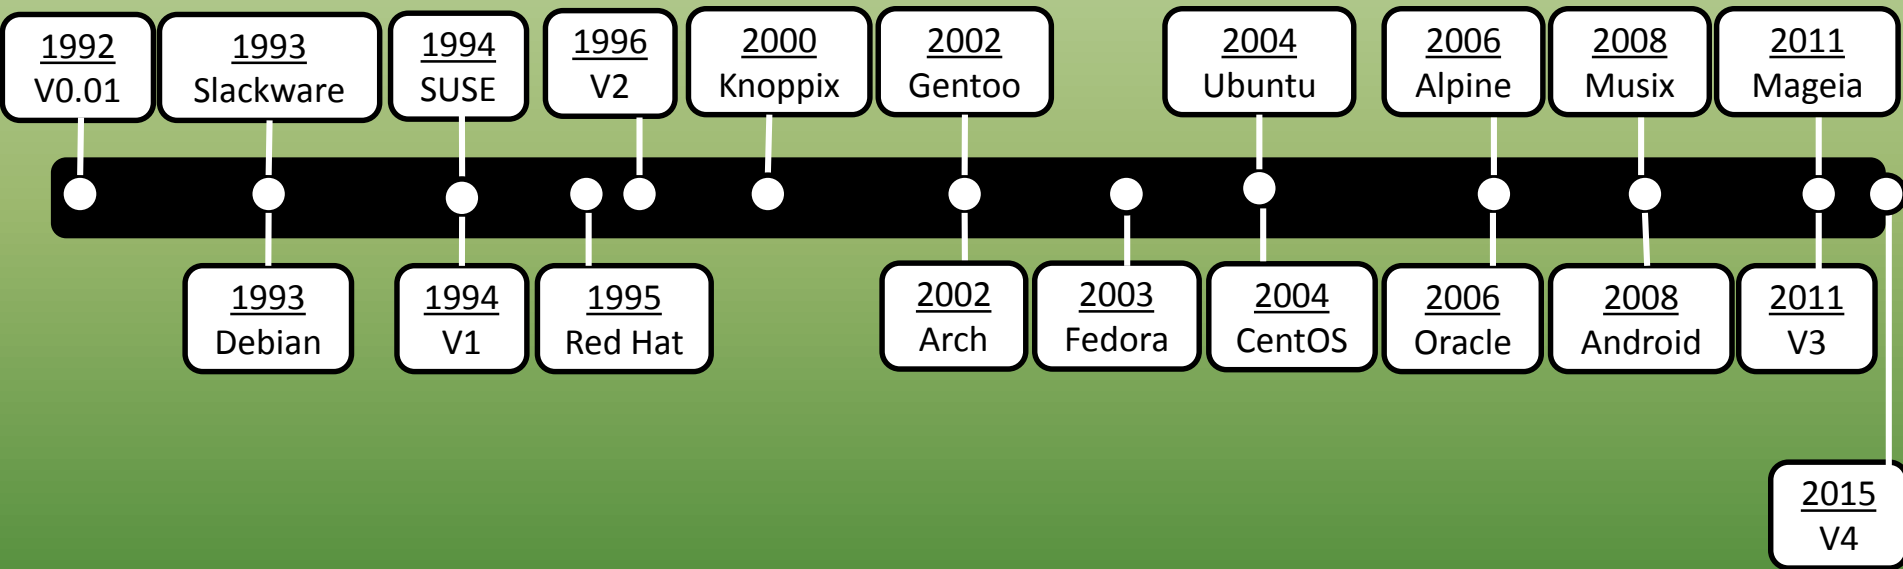 1992
V0.01
1993
Slackware
1994
SUSE
1996
V2
2000
Knoppix
2002
Gentoo
2004
Ubuntu
2006
Alpine
2008
Musix
2011
Mageia
1993
Debian
1994
V1
1995
Red Hat
2002
Arch
2003
Fedora
2004
CentOS
2006
Oracle
2008
Android
2011
V3
2015
V4